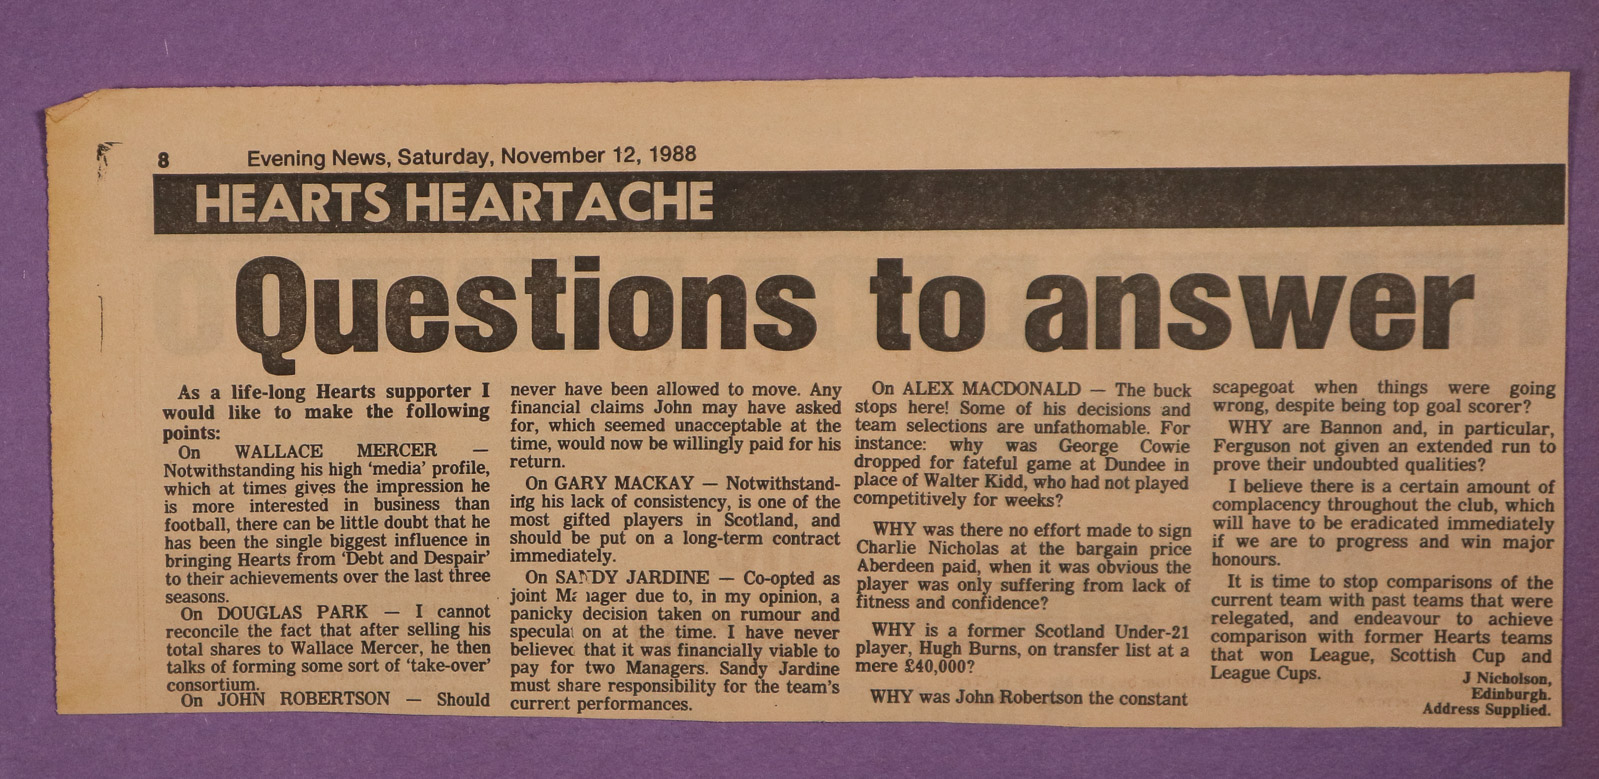 8 Evening News, Saturday, November 12, 1988
HEARTS HEARTACHE
Questions to answer
As a life-long Hearts supporter I
would like to make the following
points:
On WALLACE MERCER —
Notwithstanding his high ‘media’ profile,
which at times gives the impression he
is more interested in business than
football, there can be little doubt that he
has been the single biggest influence in
bringing Hearts from ‘Debt and Despair’
to their achievements over the last three
seasons.
On DOUGLAS PARK — I cannot
reconcile the fact that after selling his
total shares to Wallace Mercer, he then
talks of forming some sort of ‘take-over’
consortium.
On JOHN ROBERTSON — Should
never have been allowed to move. Any
financial claims John may have asked
for, which seemed unacceptable at the
time, would now be willingly paid for his
return.
On GARY MACKAY — Notwithstand-
ing his lack of consistency, is one of the
most gifted players in Scotland, and
should be put on a long-term contract
immediately.
On SANDY JARDINE — Co-opted as
joint Manager due to, in my opinion, a
panicky decision taken on rumour and
speculation at the time. I have never
believed that it was financially viable to
pay for two Managers. Sandy Jardine
must share responsibility for the team’s
current performances.
On ALEX MACDONALD — The buck
stops here! Some of his decisions and
team selections are unfathomable. For
instance: why was George Cowie
dropped for fateful game at Dundee in
place of Walter Kidd, who had not played
competitively for weeks?
WHY was there no effort made to sign
Charlie Nicholas at the bargain price
Aberdeen paid, when it was obvious the
player was only suffering from lack of
fitness and confidence?
WHY is a former Scotland Under-21
player, Hugh Burns, on transfer list at a
mere £40,000?
WHY was John Robertson the constant
scapegoat when things were going
wrong, despite being top goal scorer?
WHY are Bannon and, in particular,
Ferguson not given an extended run to
prove their undoubted qualities?
I believe there is a certain amount of
complacency throughout the club, which
will have to be eradicated immediately
if we are to progress and win major
honours.
It is time to stop comparisons of the
current team with past teams that were
relegated, and endeavour to achieve
comparison with former Hearts teams
that won League, Scottish Cup and
League Cups.
J Nicholson,
Edinburgh.
Address Supplied.